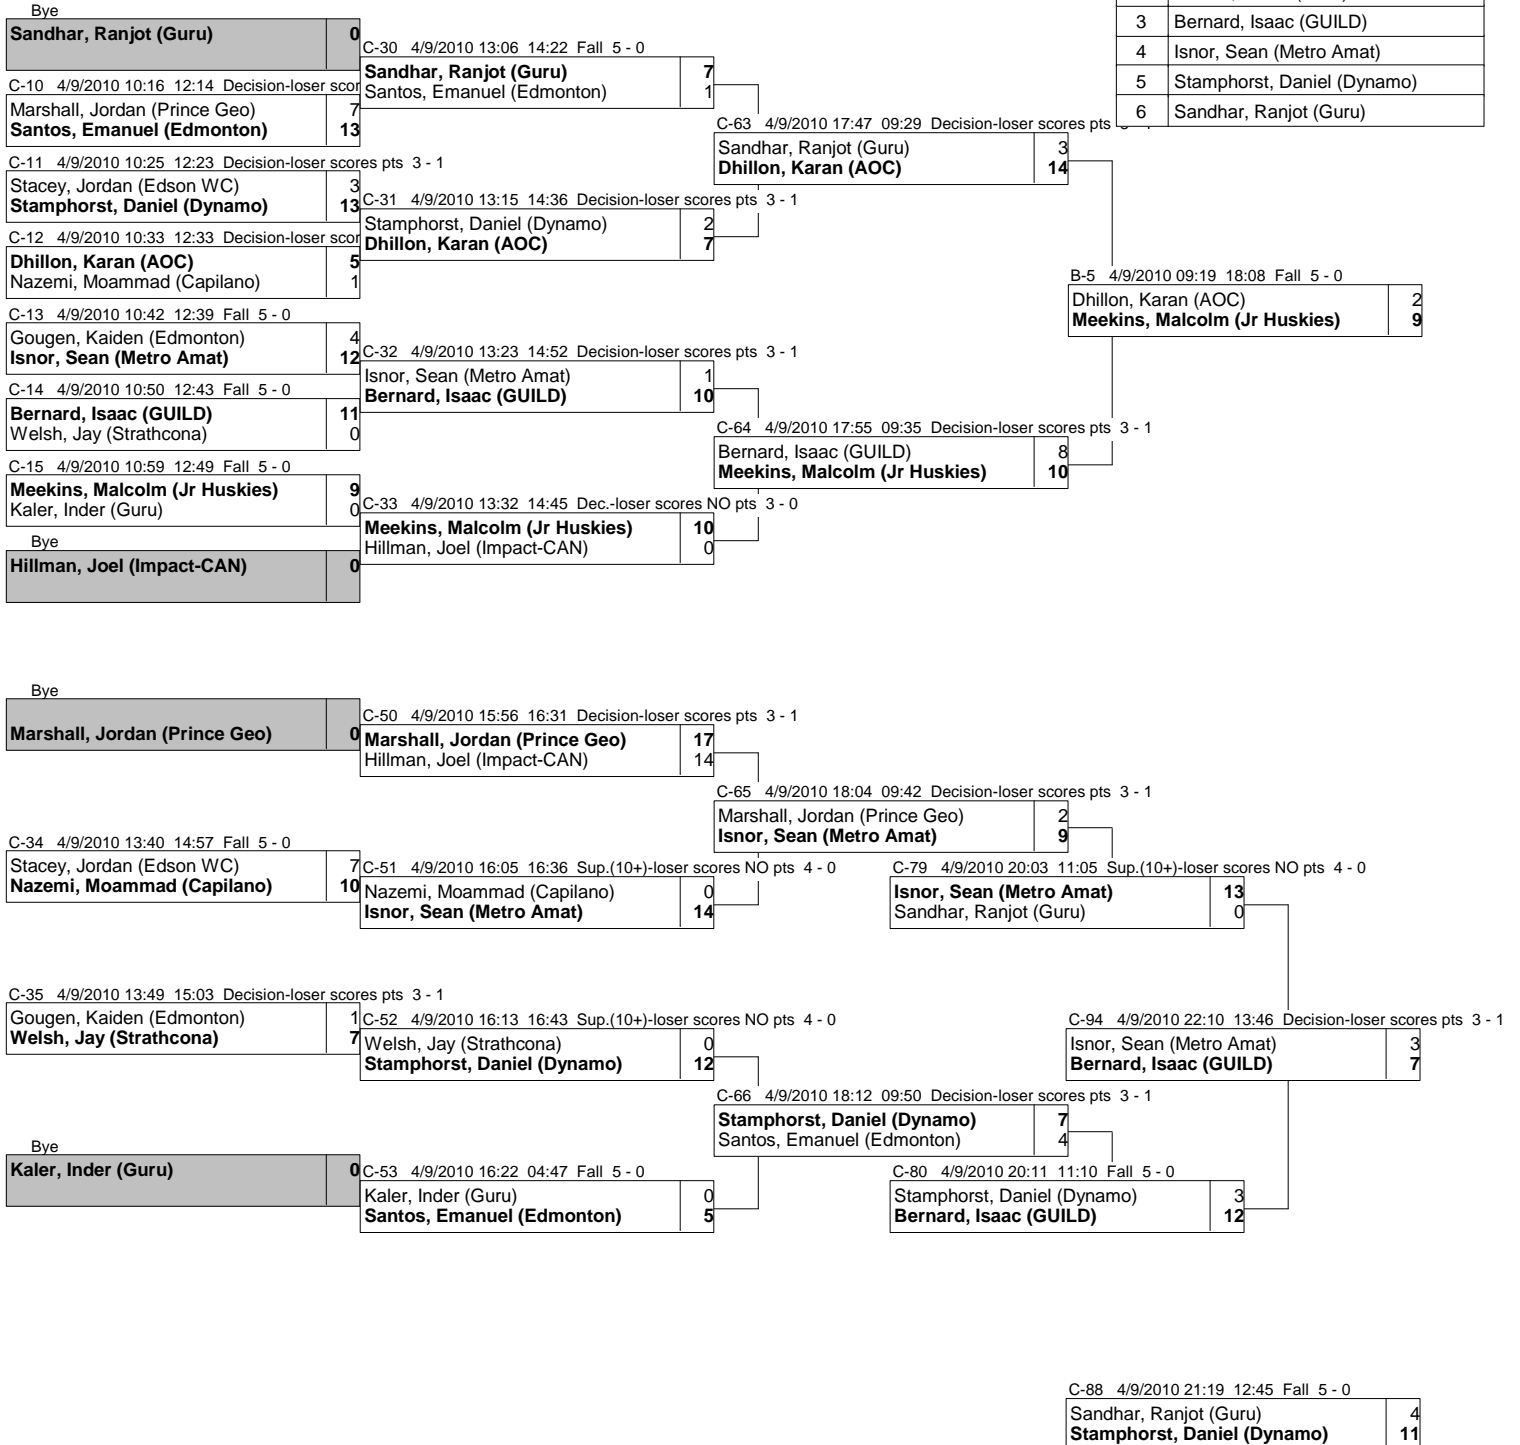 Bye
Sandhar, Ranjot (Guru) 0
C-10 4/9/2010 10:16 12:14 Decision-loser scor
Marshall, Jordan (Prince Geo) 7
Santos, Emanuel (Edmonton) 13
C-11 4/9/2010 10:25 12:23 Decision-loser scores pts 3 - 1
Stacey, Jordan (Edson WC) 3
Stamphorst, Daniel (Dynamo) 13
C-12 4/9/2010 10:33 12:33 Decision-loser scor
Dhillon, Karan (AOC) 5
Nazemi, Moammad (Capilano) 1
C-13 4/9/2010 10:42 12:39 Fall 5 - 0
Gougen, Kaiden (Edmonton) 4
Isnor, Sean (Metro Amat) 12
C-14 4/9/2010 10:50 12:43 Fall 5 - 0
Bernard, Isaac (GUILD) 11
Welsh, Jay (Strathcona) 0
C-15 4/9/2010 10:59 12:49 Fall 5 - 0
Meekins, Malcolm (Jr Huskies) 9
Kaler, Inder (Guru) 0
Bye
Hillman, Joel (Impact-CAN) 0
C-30 4/9/2010 13:06 14:22 Fall 5 - 0
Sandhar, Ranjot (Guru) 7
Santos, Emanuel (Edmonton) 1
C-31 4/9/2010 13:15 14:36 Decision-loser scores pts 3 - 1
Stamphorst, Daniel (Dynamo) 2
Dhillon, Karan (AOC) 7
C-32 4/9/2010 13:23 14:52 Decision-loser scores pts 3 - 1
Isnor, Sean (Metro Amat) 1
Bernard, Isaac (GUILD) 10
C-33 4/9/2010 13:32 14:45 Dec.-loser scores NO pts 3 - 0
Meekins, Malcolm (Jr Huskies) 10
Hillman, Joel (Impact-CAN) 0
C-63 4/9/2010 17:47 09:29 Decision-loser scores pts
Sandhar, Ranjot (Guru) 3
Dhillon, Karan (AOC) 14
C-64 4/9/2010 17:55 09:35 Decision-loser scores pts 3 - 1
Bernard, Isaac (GUILD) 8
Meekins, Malcolm (Jr Huskies) 10
B-5 4/9/2010 09:19 18:08 Fall 5 - 0
Dhillon, Karan (AOC) 2
Meekins, Malcolm (Jr Huskies) 9
3 Bernard, Isaac (GUILD)
4 Isnor, Sean (Metro Amat)
5 Stamphorst, Daniel (Dynamo)
6 Sandhar, Ranjot (Guru)
Bye
Marshall, Jordan (Prince Geo) 0
C-34 4/9/2010 13:40 14:57 Fall 5 - 0
Stacey, Jordan (Edson WC) 7
Nazemi, Moammad (Capilano) 10
C-35 4/9/2010 13:49 15:03 Decision-loser scores pts 3 - 1
Gougen, Kaiden (Edmonton) 1
Welsh, Jay (Strathcona) 7
Bye
Kaler, Inder (Guru) 0
C-50 4/9/2010 15:56 16:31 Decision-loser scores pts 3 - 1
Marshall, Jordan (Prince Geo) 17
Hillman, Joel (Impact-CAN) 14
C-51 4/9/2010 16:05 16:36 Sup.(10+)-loser scores NO pts 4 - 0
Nazemi, Moammad (Capilano) 0
Isnor, Sean (Metro Amat) 14
C-52 4/9/2010 16:13 16:43 Sup.(10+)-loser scores NO pts 4 - 0
Welsh, Jay (Strathcona) 0
Stamphorst, Daniel (Dynamo) 12
C-53 4/9/2010 16:22 04:47 Fall 5 - 0
Kaler, Inder (Guru) 0
Santos, Emanuel (Edmonton) 5
C-65 4/9/2010 18:04 09:42 Decision-loser scores pts 3 - 1
Marshall, Jordan (Prince Geo) 2
Isnor, Sean (Metro Amat) 9
C-66 4/9/2010 18:12 09:50 Decision-loser scores pts 3 - 1
Stamphorst, Daniel (Dynamo) 7
Santos, Emanuel (Edmonton) 4
C-79 4/9/2010 20:03 11:05 Sup.(10+)-loser scores NO pts 4 - 0
Isnor, Sean (Metro Amat) 13
Sandhar, Ranjot (Guru) 0
C-80 4/9/2010 20:11 11:10 Fall 5 - 0
Stamphorst, Daniel (Dynamo) 3
Bernard, Isaac (GUILD) 12
C-94 4/9/2010 22:10 13:46 Decision-loser scores pts 3 - 1
Isnor, Sean (Metro Amat) 3
Bernard, Isaac (GUILD) 7
C-88 4/9/2010 21:19 12:45 Fall 5 - 0
Sandhar, Ranjot (Guru) 4
Stamphorst, Daniel (Dynamo) 11